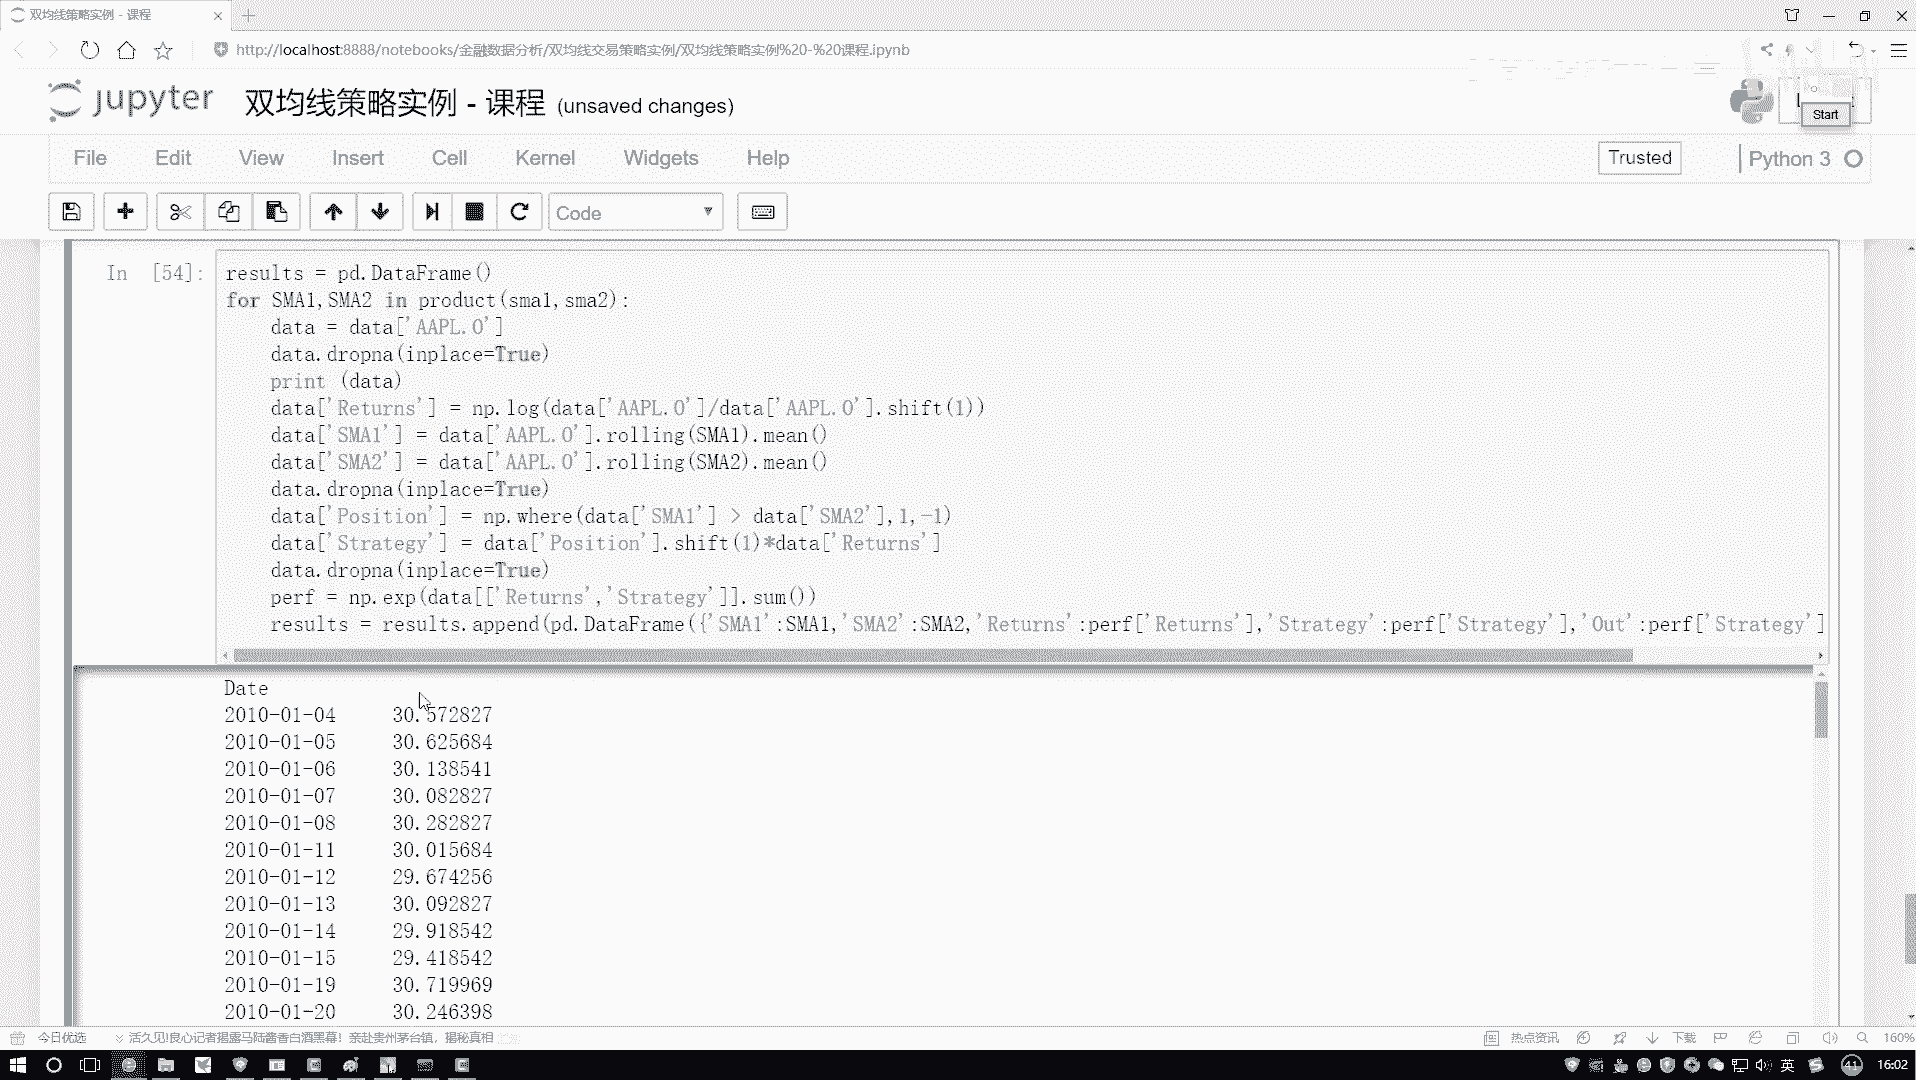 双均线策略实例 - 课程
http://localhost:8888/notebooks/金融数据分析/双均线交易策略实例/双均线策略实例%20-%20课程.ipynb
jupyter 双均线策略实例 - 课程 (unsaved changes)
Start
File Edit View Insert Cell Kernel Widgets Help Trusted Python 3
Code
In [54]:
results = pd.DataFrame()
for SMA1,SMA2 in product(sma1,sma2):
    data = data['AAPL.O']
    data.dropna(inplace=True)
    print (data)
    data['Returns'] = np.log(data['AAPL.O']/data['AAPL.O'].shift(1))
    data['SMA1'] = data['AAPL.O'].rolling(SMA1).mean()
    data['SMA2'] = data['AAPL.O'].rolling(SMA2).mean()
    data.dropna(inplace=True)
    data['Position'] = np.where(data['SMA1'] > data['SMA2'],1,-1)
    data['Strategy'] = data['Position'].shift(1)*data['Returns']
    data.dropna(inplace=True)
    perf = np.exp(data[['Returns','Strategy']].sum())
    results = results.append(pd.DataFrame({'SMA1':SMA1,'SMA2':SMA2,'Returns':perf['Returns'],'Strategy':perf['Strategy'],'Out':perf['Strategy']
Date
2010-01-04 30.572827
2010-01-05 30.625684
2010-01-06 30.138541
2010-01-07 30.082827
2010-01-08 30.282827
2010-01-11 30.015684
2010-01-12 29.674256
2010-01-13 30.092827
2010-01-14 29.918542
2010-01-15 29.418542
2010-01-19 30.719969
2010-01-20 30.246398
今日优选 活久见!良心记者揭露马陆酱香白酒黑幕! 亲赴贵州茅台镇,揭秘真相 热点资讯 下载 160%
英 41 16:02